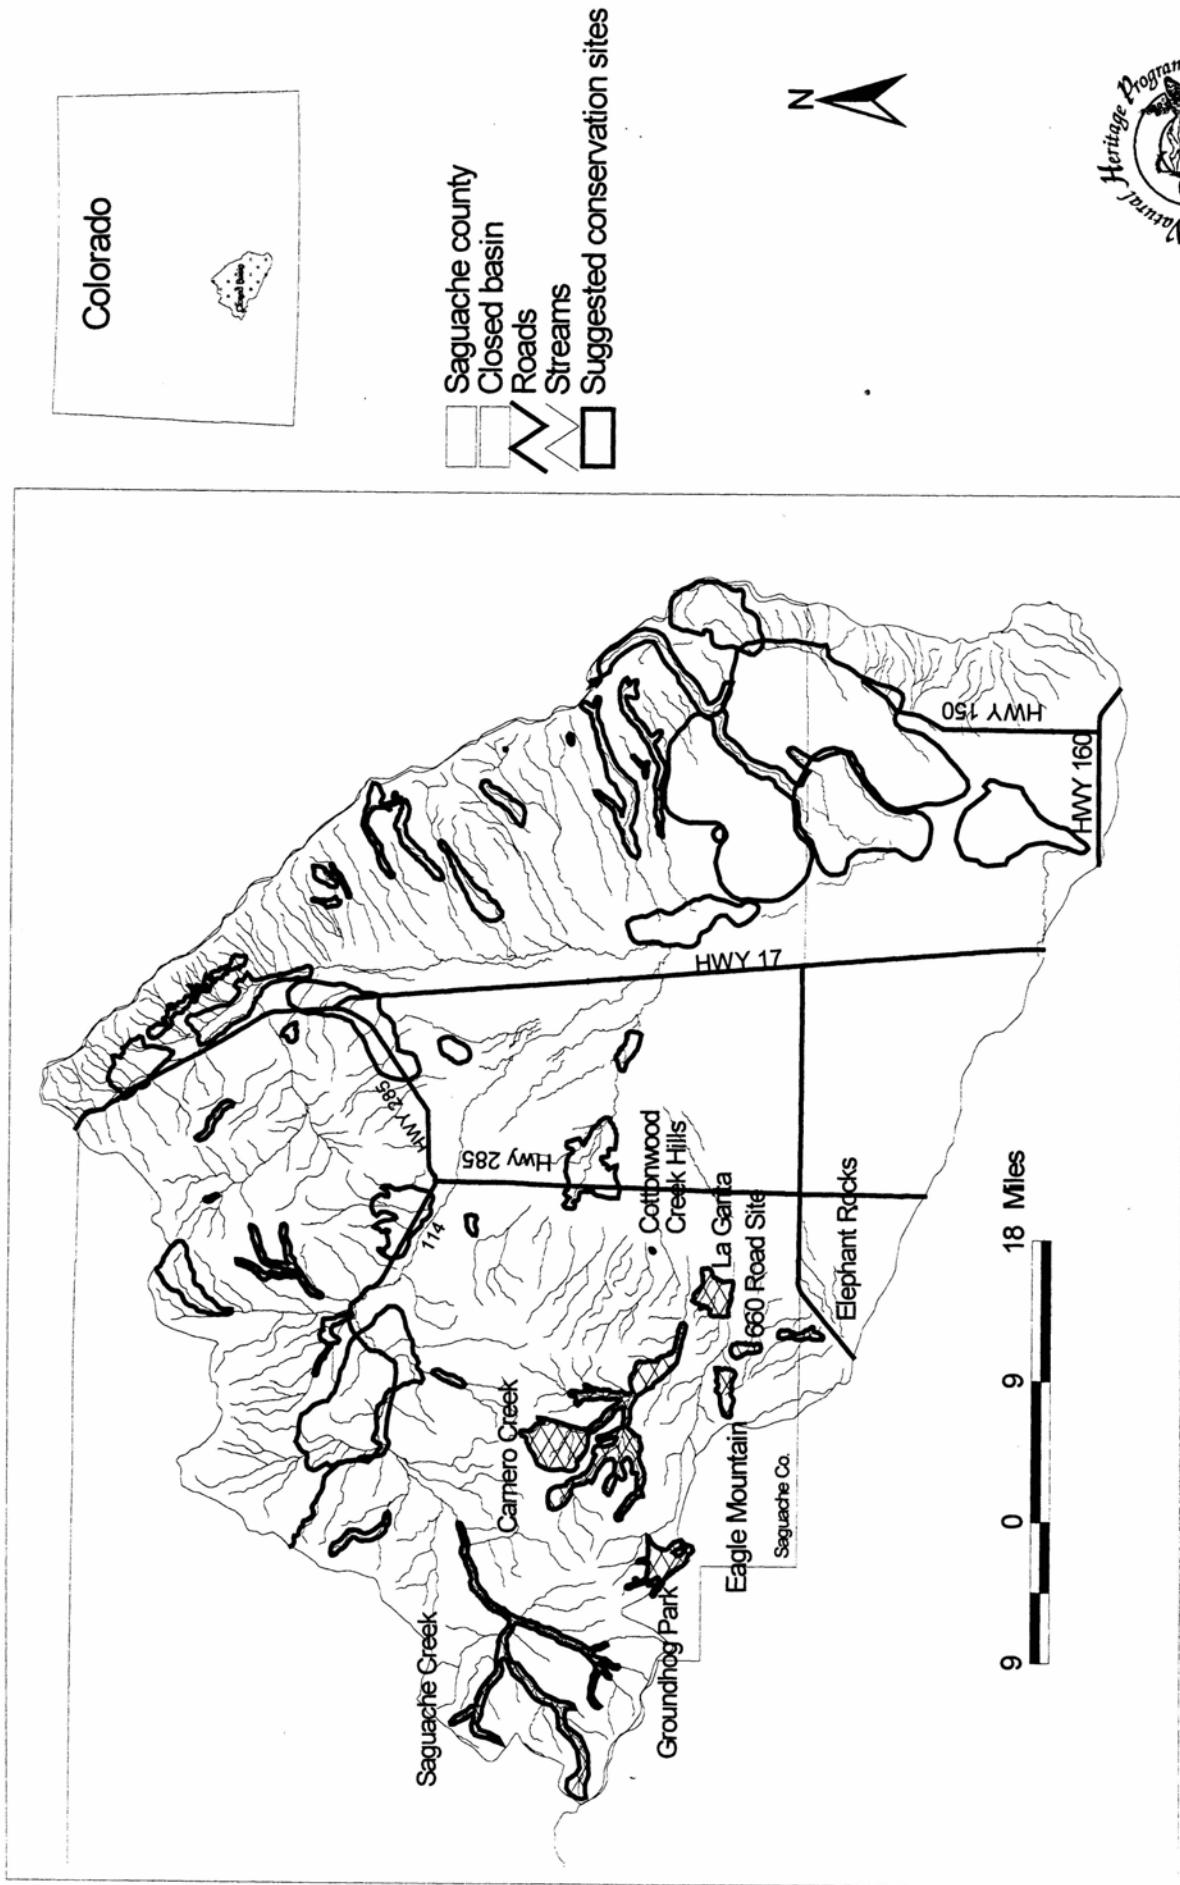 Colorado
Saguache county
Closed basin
Roads
Streams
Suggested conservation sites
N
Natural Heritage Program
Saguache Creek
Carnero Creek
Groundhog Park
Eagle Mountain
Saguache Co.
660 Road Site
La Garita
Cottonwood
Creek Hills
Elephant Rocks
114
HWY 285
Hwy 285
HWY 17
HWY 150
HWY 160
9 0 9 18 Miles